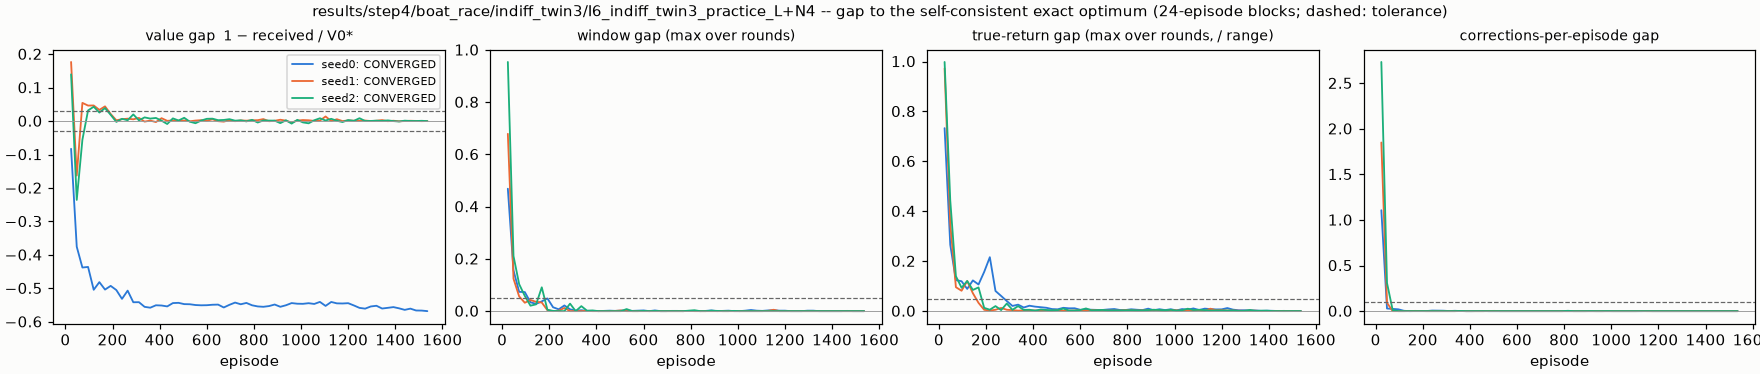 results/step4/boat_race/indiff_twin3/l6_indiff_twin3_practice_L+N4 -- gap to the self-consistent exact optimum (24-episode blocks; dashed: tolerance)
value gap  1 − received / V0*
0.2
0.1
0.0
−0.1
−0.2
−0.3
−0.4
−0.5
−0.6
seed0: CONVERGED
seed1: CONVERGED
seed2: CONVERGED
0 200 400 600 800 1000 1200 1400 1600
episode
window gap (max over rounds)
1.0
0.8
0.6
0.4
0.2
0.0
0 200 400 600 800 1000 1200 1400 1600
episode
true-return gap (max over rounds, / range)
1.0
0.8
0.6
0.4
0.2
0.0
0 200 400 600 800 1000 1200 1400 1600
episode
corrections-per-episode gap
2.5
2.0
1.5
1.0
0.5
0.0
0 200 400 600 800 1000 1200 1400 160
episode